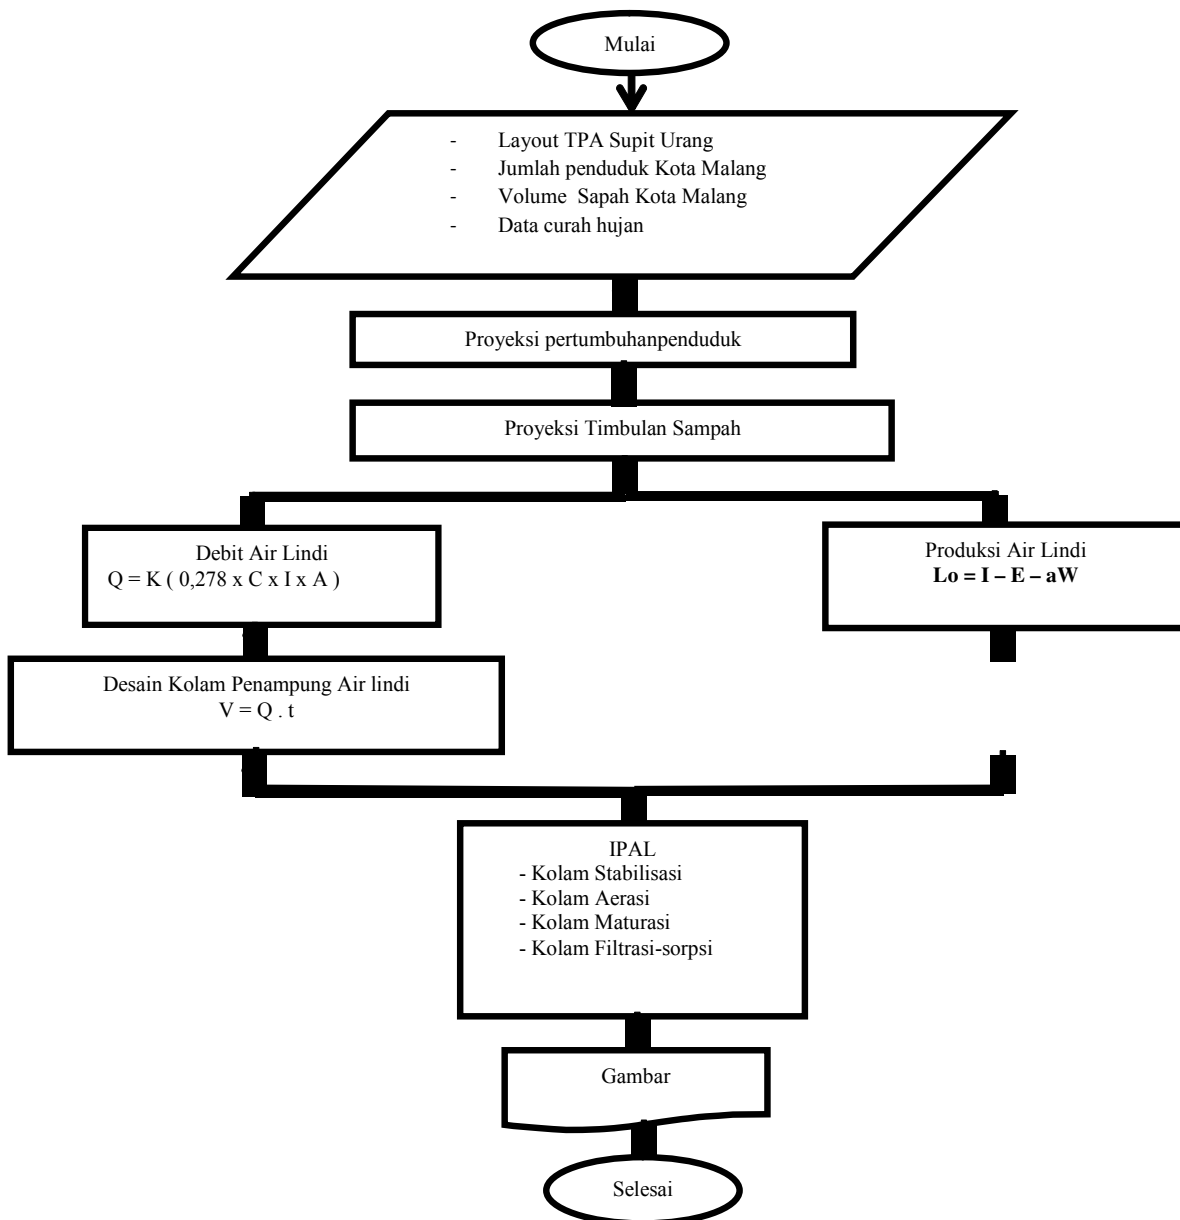 Mulai
- Layout TPA Supit Urang
- Jumlah penduduk Kota Malang
- Volume Sapah Kota Malang
- Data curah hujan
Proyeksi pertumbuhanpenduduk
Proyeksi Timbulan Sampah
Debit Air Lindi
Q = K ( 0,278 x C x I x A )
Produksi Air Lindi
Lo = I – E – aW
Desain Kolam Penampung Air lindi
V = Q . t
IPAL
- Kolam Stabilisasi
- Kolam Aerasi
- Kolam Maturasi
- Kolam Filtrasi-sorpsi
Gambar
Selesai